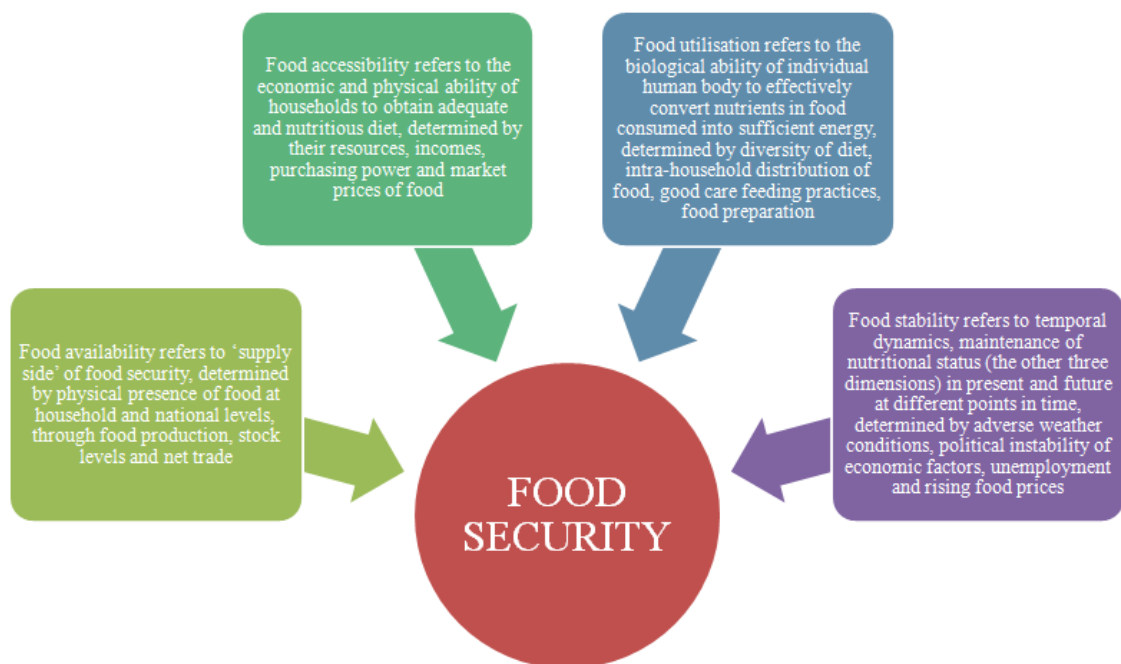 Food accessibility refers to the
economic and physical ability of
households to obtain adequate
and nutritious diet, determined by
their resources, incomes,
purchasing power and market
prices of food
Food utilisation refers to the
biological ability of individual
human body to effectively
convert nutrients in food
consumed into sufficient energy,
determined by diversity of diet,
intra-household distribution of
food, good care feeding practices,
food preparation
Food availability refers to ‘supply
side’ of food security, determined
by physical presence of food at
household and national levels,
through food production, stock
levels and net trade
Food stability refers to temporal
dynamics, maintenance of
nutritional status (the other three
dimensions) in present and future
at different points in time,
determined by adverse weather
conditions, political instability of
economic factors, unemployment
and rising food prices
FOOD
SECURITY